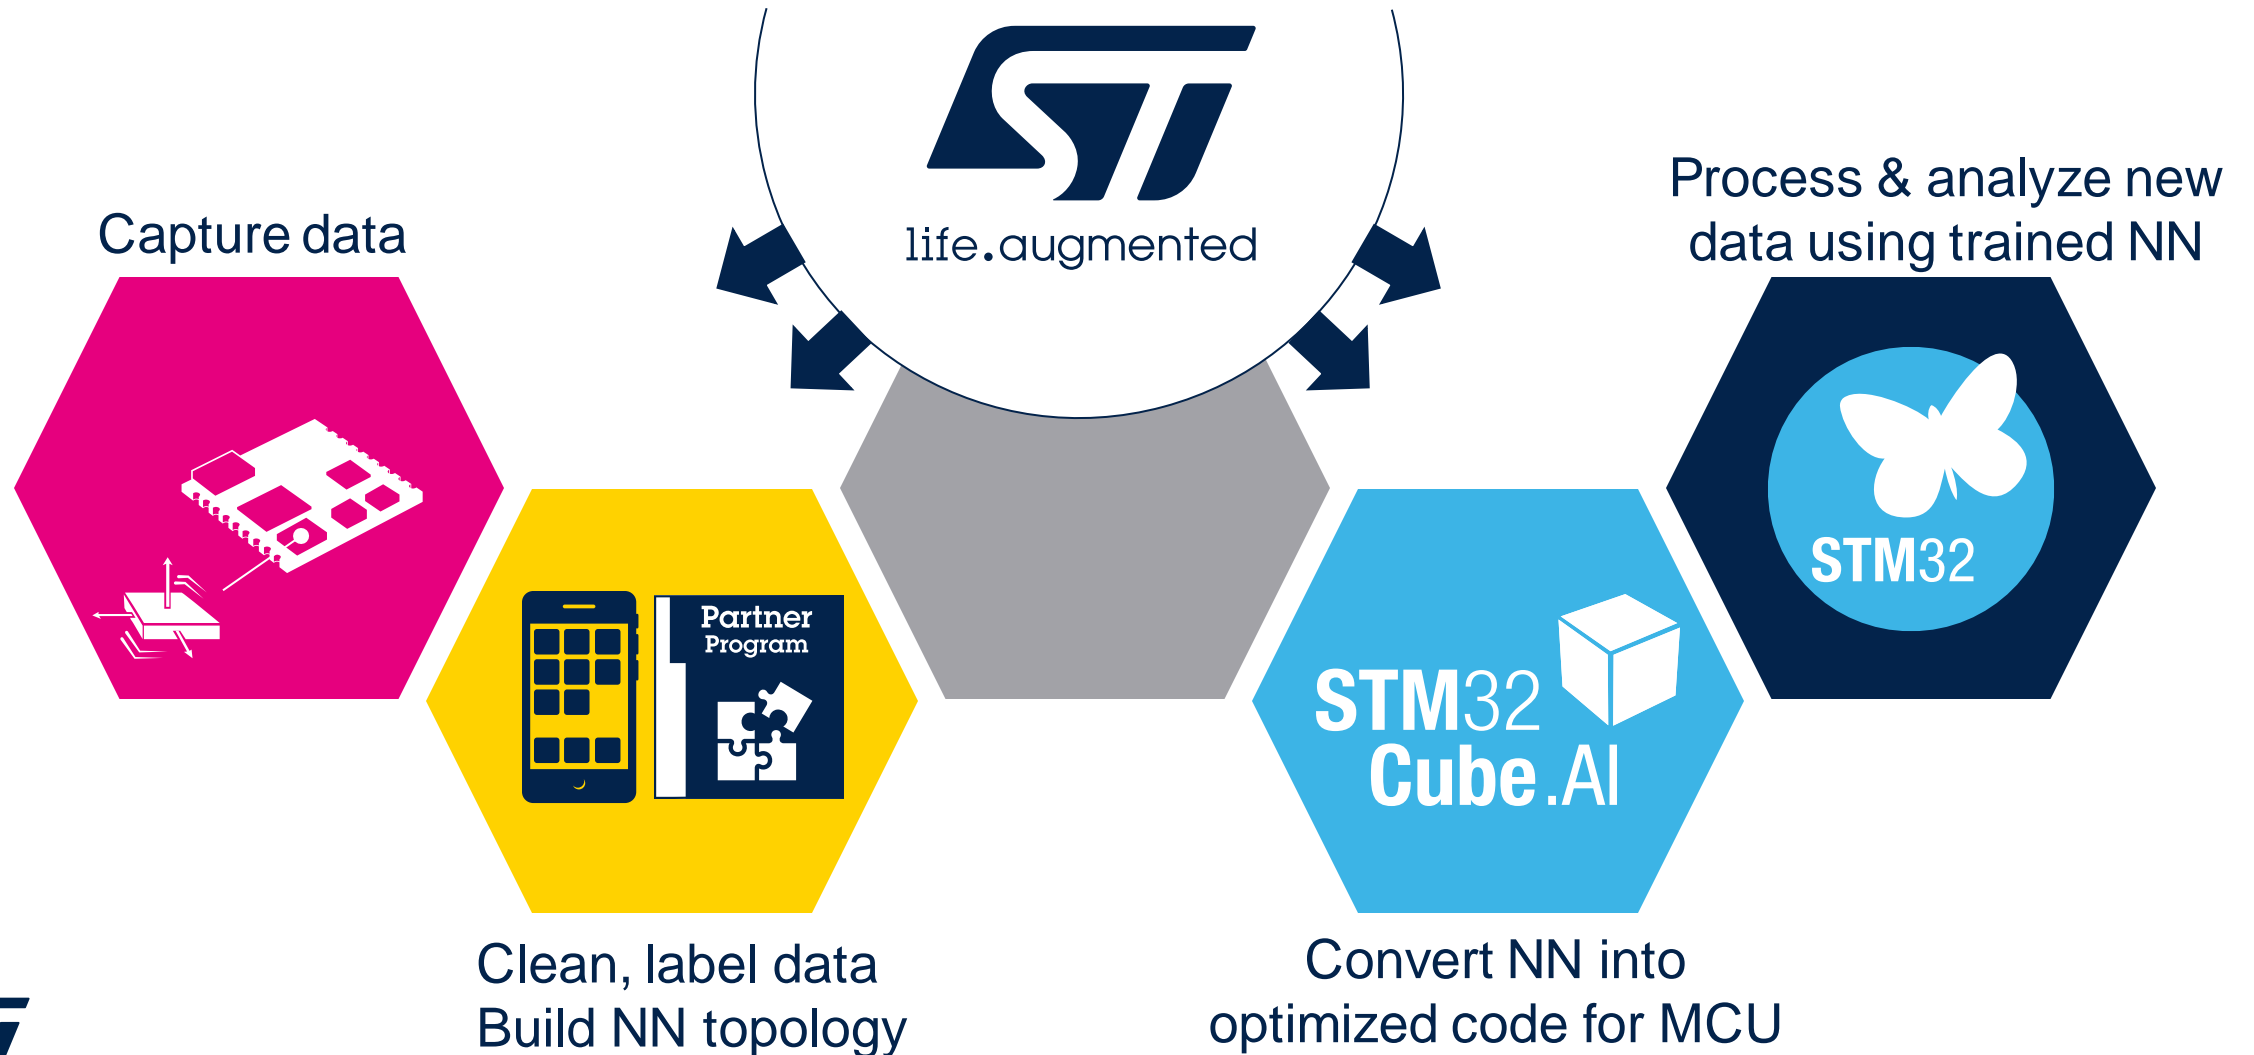 ST
life.augmented
Capture data
Process & analyze new
data using trained NN
Partner
Program
STM32
STM32
Cube.AI
Clean, label data
Build NN topology
Convert NN into
optimized code for MCU